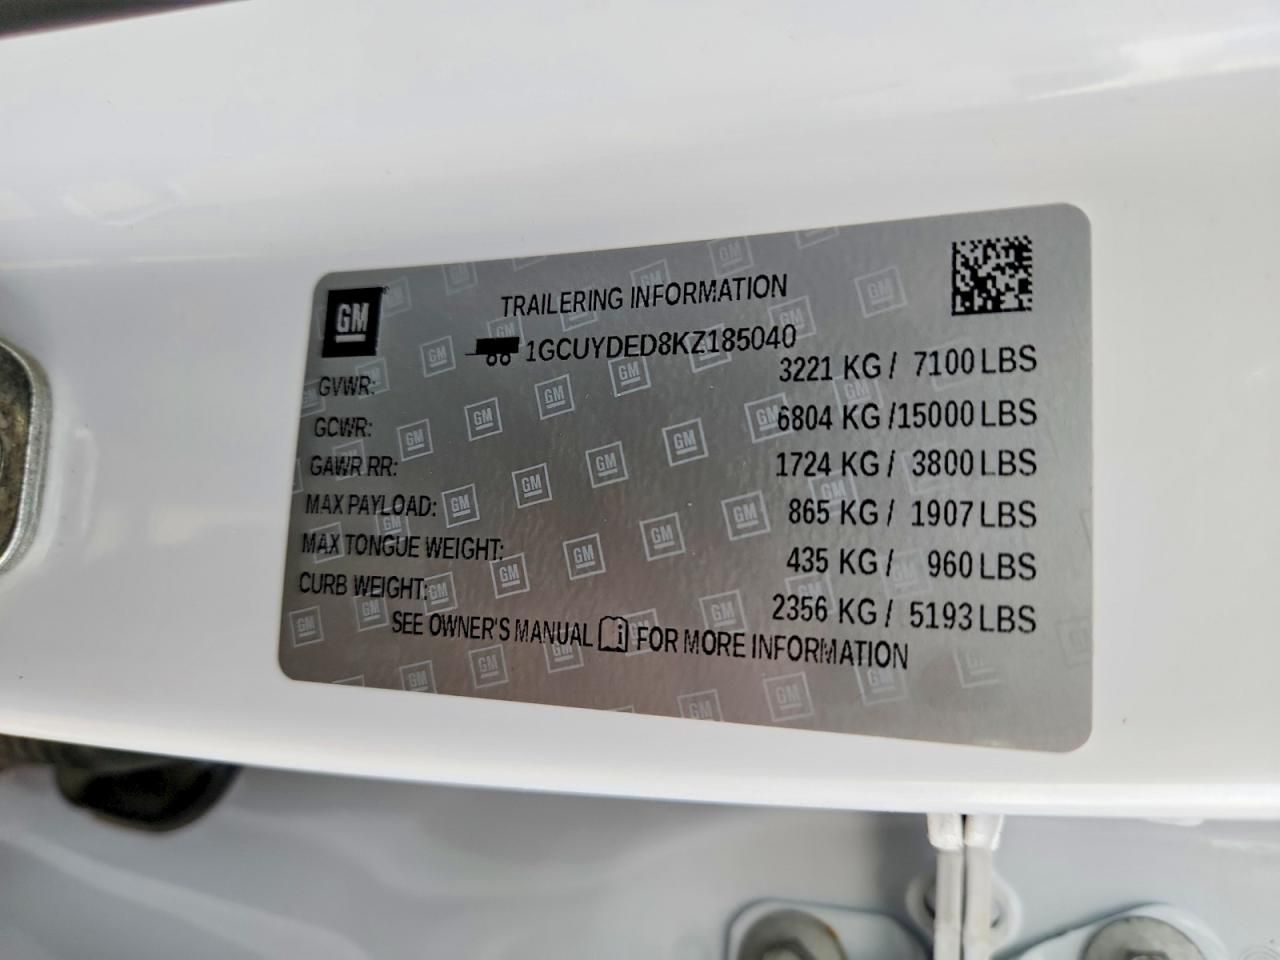 GM
TRAILERING INFORMATION
1GCUYDED8KZ185040
GVWR: 3221 KG / 7100 LBS
GCWR: 6804 KG /15000 LBS
GAWR RR: 1724 KG / 3800 LBS
MAX PAYLOAD: 865 KG / 1907 LBS
MAX TONGUE WEIGHT: 435 KG / 960 LBS
CURB WEIGHT: 2356 KG / 5193 LBS
SEE OWNER'S MANUAL FOR MORE INFORMATION